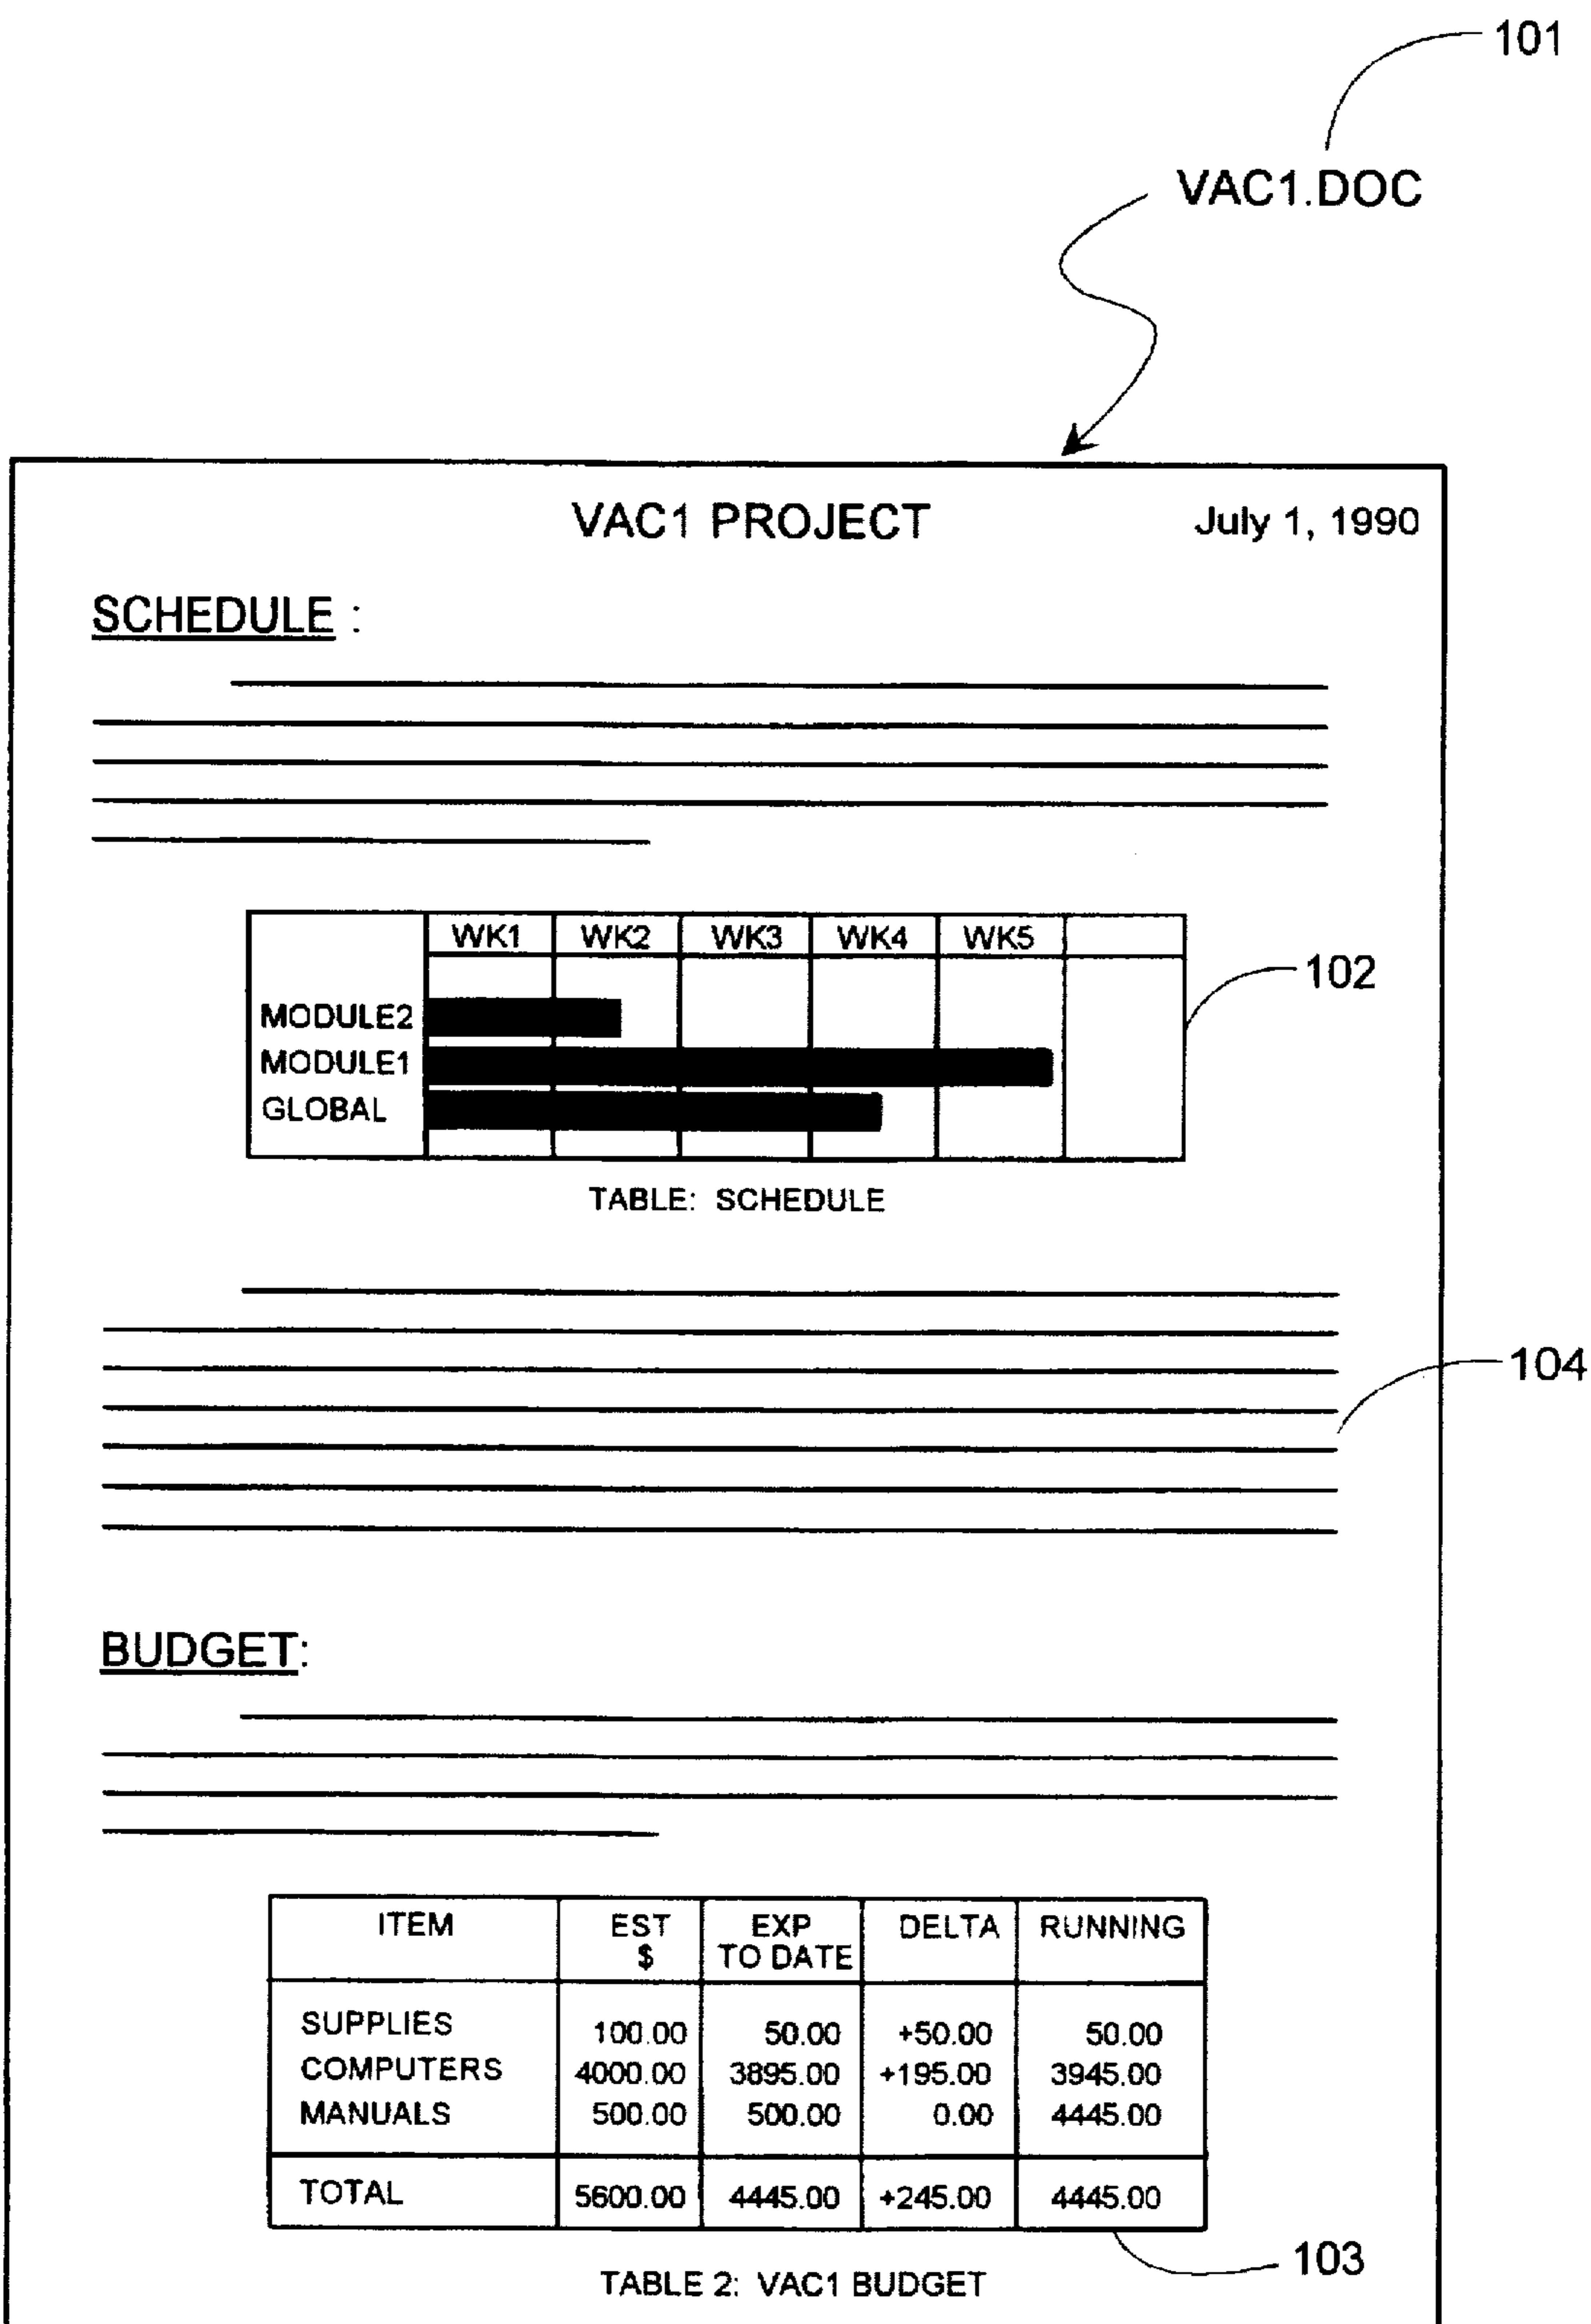 101
VAC1.DOC
VAC1 PROJECT July 1, 1990
SCHEDULE :
WK1 WK2 WK3 WK4 WK5
102
MODULE2
MODULE1
GLOBAL
TABLE: SCHEDULE
104
BUDGET:
ITEM EST $ EXP TO DATE DELTA RUNNING
SUPPLIES 100.00 50.00 +50.00 50.00
COMPUTERS 4000.00 3895.00 +195.00 3945.00
MANUALS 500.00 500.00 0.00 4445.00
TOTAL 5600.00 4445.00 +245.00 4445.00
103
TABLE 2: VAC1 BUDGET